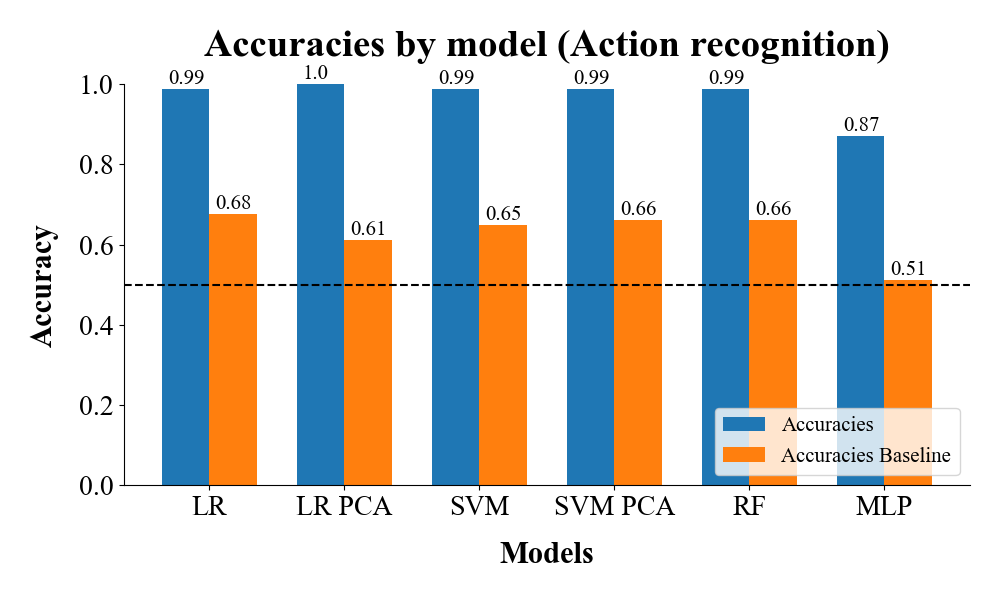 Accuracies by model (Action recognition)
Accuracy
1.0
0.8
0.6
0.4
0.2
0.0
0.99
0.68
1.0
0.61
0.99
0.65
0.99
0.66
0.99
0.66
0.87
0.51
Accuracies
Accuracies Baseline
LR
LR PCA
SVM
SVM PCA
RF
MLP
Models